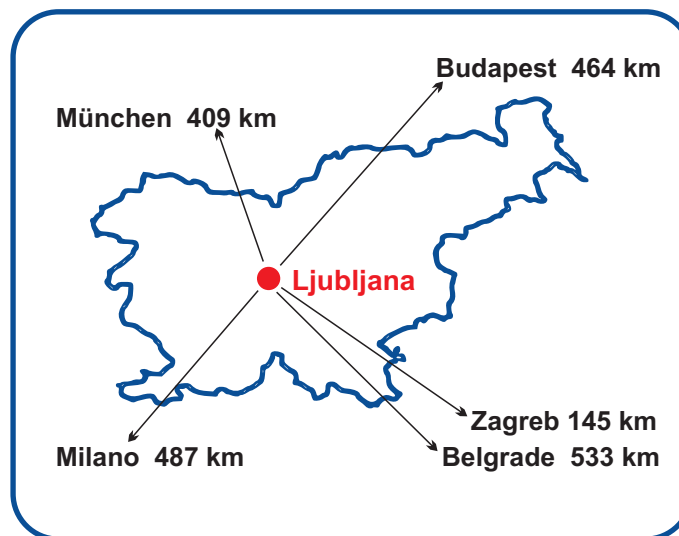 Budapest 464 km
München 409 km
Ljubljana
Zagreb 145 km
Milano 487 km
Belgrade 533 km